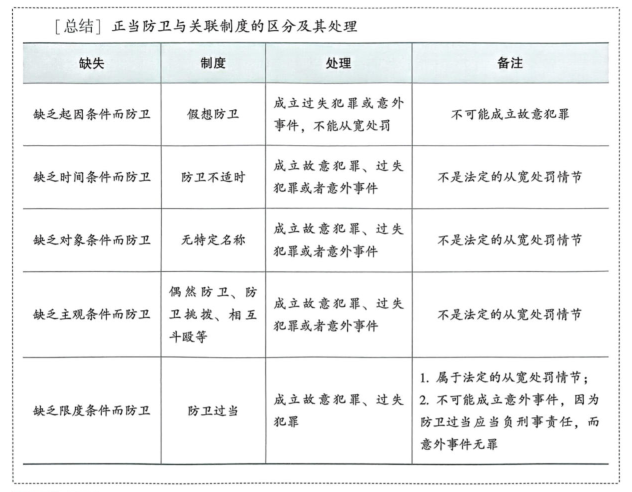 ［总结］ 正当防卫与关联制度的区分及其处理
缺失 制度 处理 备注
缺乏起因条件而防卫 假想防卫 成立过失犯罪或意外
事件，不能从宽处罚 不可能成立故意犯罪
缺乏时间条件而防卫 防卫不适时 成立故意犯罪、过失
犯罪或者意外事件 不是法定的从宽处罚情节
缺乏对象条件而防卫 无特定名称 成立故意犯罪、过失
犯罪或者意外事件 不是法定的从宽处罚情节
缺乏主观条件而防卫 偶然防卫、防
卫挑拨、相互
斗殴等 成立故意犯罪、过失
犯罪或者意外事件 不是法定的从宽处罚情节
缺乏限度条件而防卫 防卫过当 成立故意犯罪、过失
犯罪 1. 属于法定的从宽处罚情节；
2. 不可能成立意外事件，因为
防卫过当应当负刑事责任，而
意外事件无罪